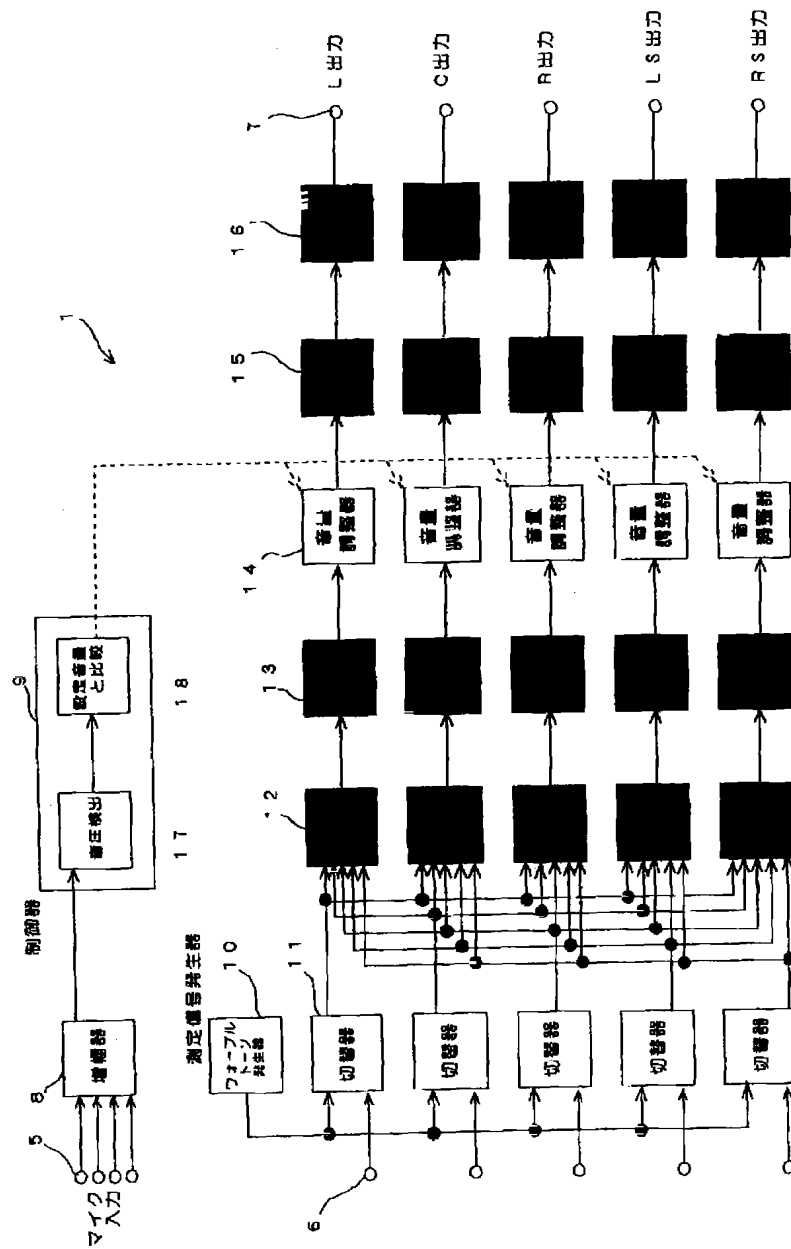 1
マイク
入力
5
8
増幅器
制御器
9
音圧検出
17
設定音量
と比較
18
測定信号発生器
10
ウォーブル
トーン
発生器
6
11
切替器
切替器
切替器
切替器
切替器
12
13
14
音量
調整器
音量
調整器
音量
調整器
音量
調整器
音量
調整器
15
16
7
L出力
C出力
R出力
LS出力
RS出力